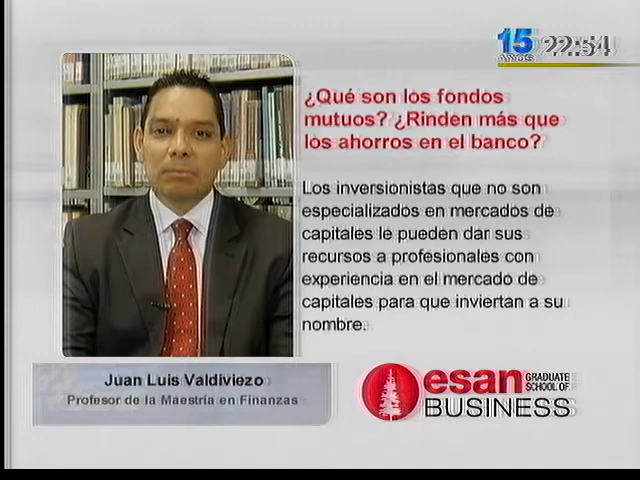 15 22:54
AÑOS
¿Qué son los fondos
mutuos? ¿Rinden más que
los ahorros en el banco?
Los inversionistas que no son
especializados en mercados de
capitales le pueden dar sus
recursos a profesionales con
experiencia en el mercado de
capitales para que inviertan a su
nombre.
Juan Luis Valdiviezo
Profesor de la Maestría en Finanzas
esan GRADUATE
SCHOOL OF
BUSINESS